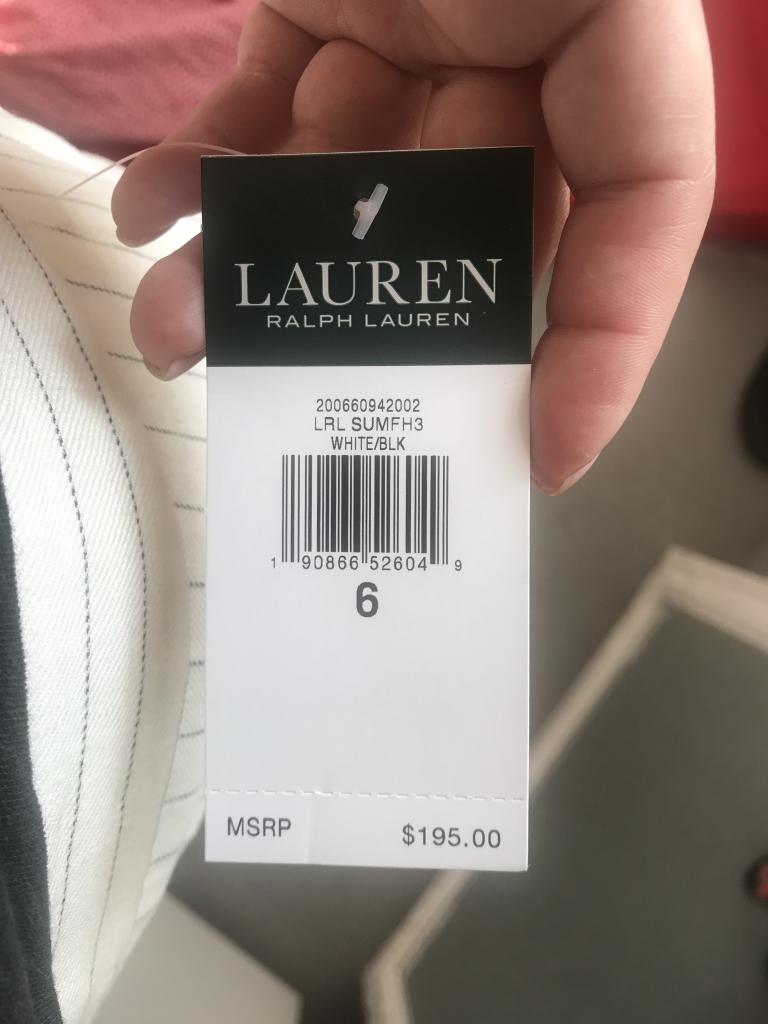 LAUREN
RALPH LAUREN
200660942002
LRL SUMFH3
WHITE/BLK
1 90866 52604 9
6
MSRP $195.00